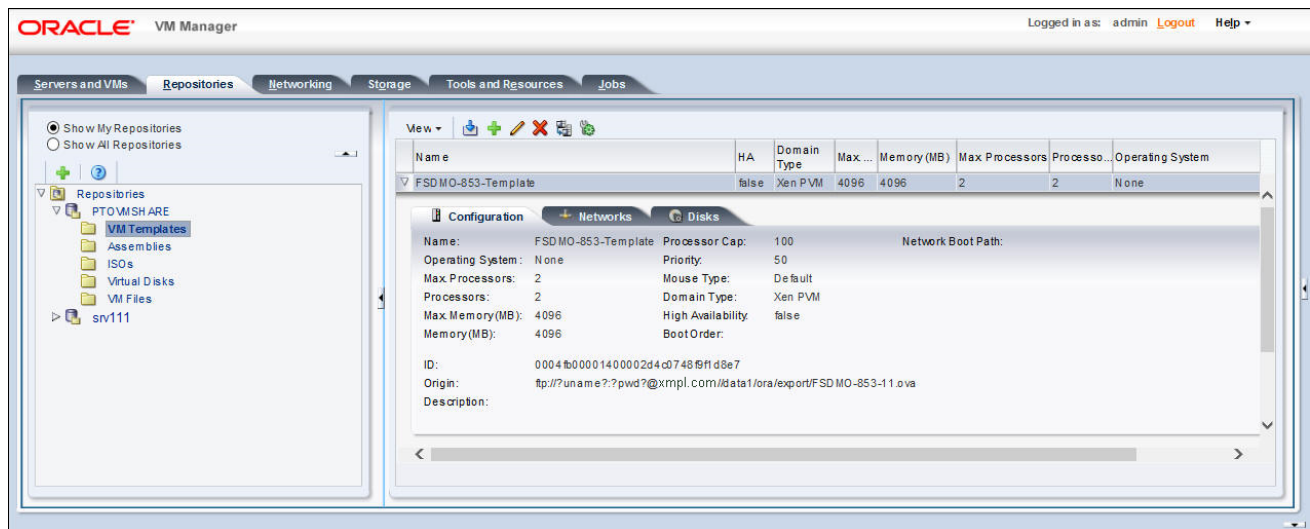 ORACLE VM Manager
Logged in as: admin Logout Help
Servers and VMs Repositories Networking Storage Tools and Resources Jobs
Show My Repositories
Show All Repositories
Repositories
PTOVMSHARE
VM Templates
Assemblies
ISOs
Virtual Disks
VM Files
srv111
View
Name HA Domain Type Max... Memory (MB) Max Processors Processo... Operating System
FSDMO-853-Template false Xen PVM 4096 4096 2 2 None
Configuration Networks Disks
Name: FSDMO-853-Template Processor Cap: 100 Network Boot Path:
Operating System: None Priority: 50
Max. Processors: 2 Mouse Type: Default
Processors: 2 Domain Type: Xen PVM
Max. Memory (MB): 4096 High Availability: false
Memory (MB): 4096 Boot Order:
ID: 0004fb00001400002d4c0748f9f1d8e7
Origin: ftp://?uname?:?pwd?@xmpl.com//data1/ora/export/FSDMO-853-11.ova
Description: